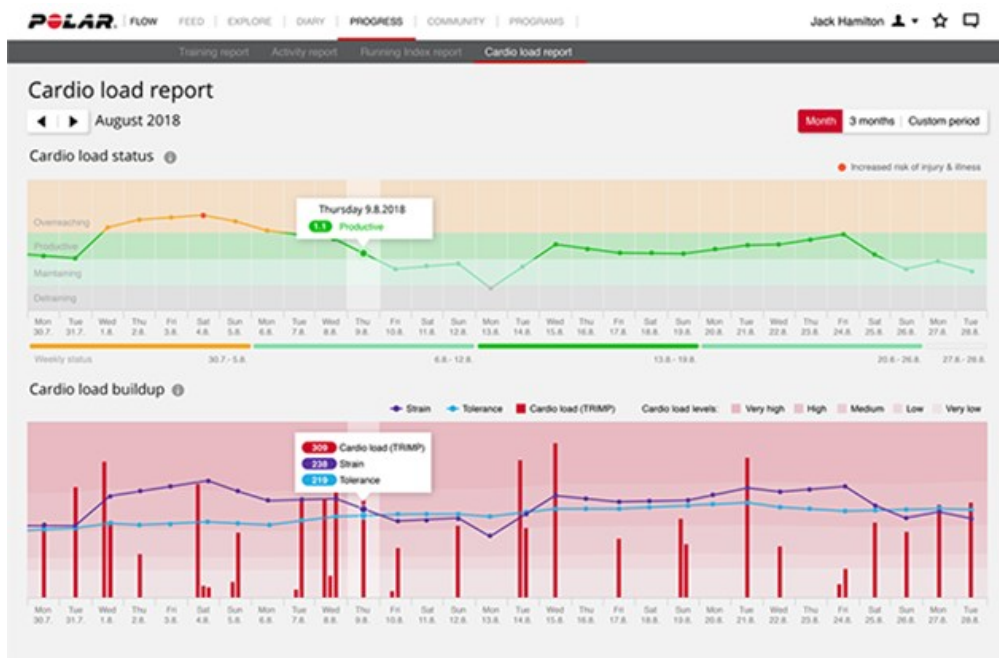 POLAR. FLOW FEED EXPLORE DIARY PROGRESS COMMUNITY PROGRAMS Jack Hamilton
Training report Activity report Running Index report Cardio load report
Cardio load report
August 2018 Month 3 months Custom period
Cardio load status
Increased risk of injury & illness
Thursday 9.8.2018
1.1 Productive
Overreaching
Productive
Maintaining
Detraining
Mon Tue Wed Thu Fri Sat Sun Mon Tue Wed Thu Fri Sat Sun Mon Tue Wed Thu Fri Sat Sun Mon Tue Wed Thu Fri Sat Sun Mon Tue
30.7. 31.7. 1.8. 2.8. 3.8. 4.8. 5.8. 6.8. 7.8. 8.8. 9.8. 10.8. 11.8. 12.8. 13.8. 14.8. 15.8. 16.8. 17.8. 18.8. 19.8. 20.8. 21.8. 22.8. 23.8. 24.8. 25.8. 26.8. 27.8. 28.8.
Weekly status 30.7.- 5.8. 6.8.- 12.8. 13.8.- 19.8. 20.8.- 26.8. 27.8.- 28.8.
Cardio load buildup
Strain Tolerance Cardio load (TRIMP) Cardio load levels: Very high High Medium Low Very low
309 Cardio load (TRIMP)
238 Strain
219 Tolerance
Mon Tue Wed Thu Fri Sat Sun Mon Tue Wed Thu Fri Sat Sun Mon Tue Wed Thu Fri Sat Sun Mon Tue Wed Thu Fri Sat Sun Mon Tue
30.7. 31.7. 1.8. 2.8. 3.8. 4.8. 5.8. 6.8. 7.8. 8.8. 9.8. 10.8. 11.8. 12.8. 13.8. 14.8. 15.8. 16.8. 17.8. 18.8. 19.8. 20.8. 21.8. 22.8. 23.8. 24.8. 25.8. 26.8. 27.8. 28.8.